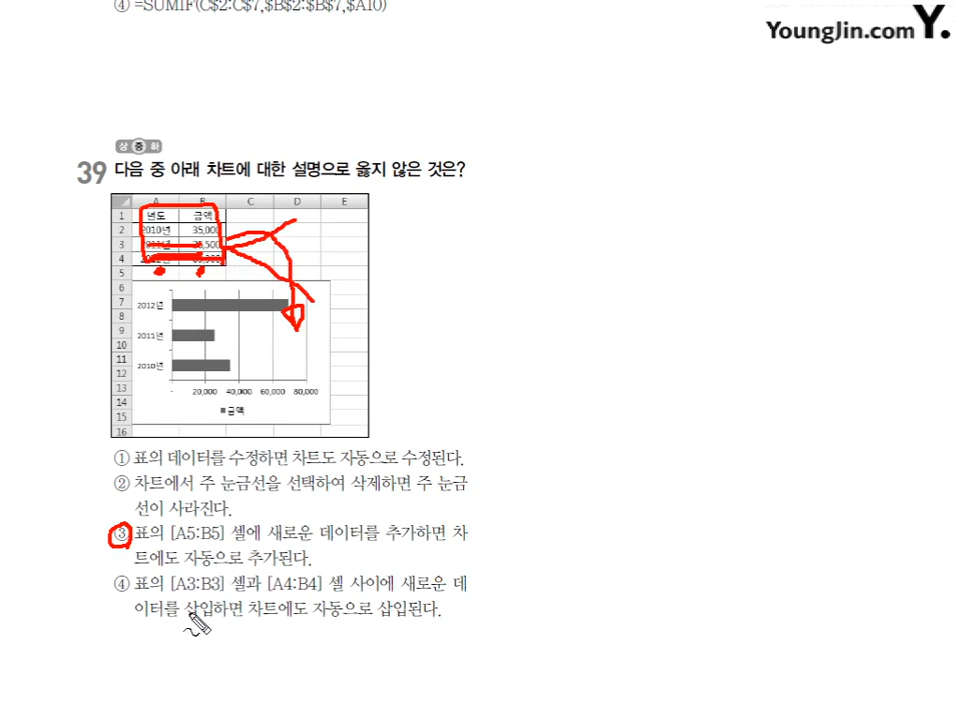 ④ =SUMIF(C$2:C$7,$B$2:$B$7,$A10)
YoungJin.com Y.
상 중 하
39 다음 중 아래 차트에 대한 설명으로 옳지 않은 것은?
A B C D E
1 년도 금액
2 2010년 35,000
3
4
5
6
7 2012년
8
9 2011년
10
11 2010년
12
13 - 20,000 40,000 60,000 80,000
14
15 금액
16
① 표의 데이터를 수정하면 차트도 자동으로 수정된다.
② 차트에서 주 눈금선을 선택하여 삭제하면 주 눈금
선이 사라진다.
③ 표의 [A5:B5] 셀에 새로운 데이터를 추가하면 차
트에도 자동으로 추가된다.
④ 표의 [A3:B3] 셀과 [A4:B4] 셀 사이에 새로운 데
이터를 삽입하면 차트에도 자동으로 삽입된다.